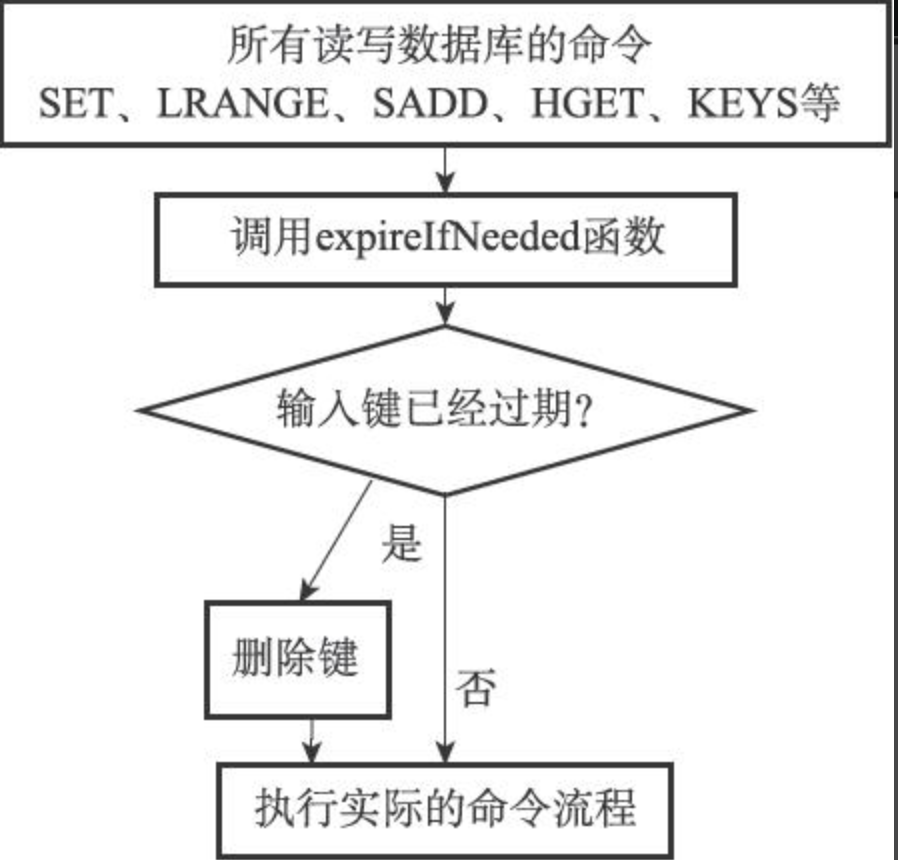 所有读写数据库的命令
SET、LRANGE、SADD、HGET、KEYS等
调用expireIfNeeded函数
输入键已经过期?
是
删除键
否
执行实际的命令流程